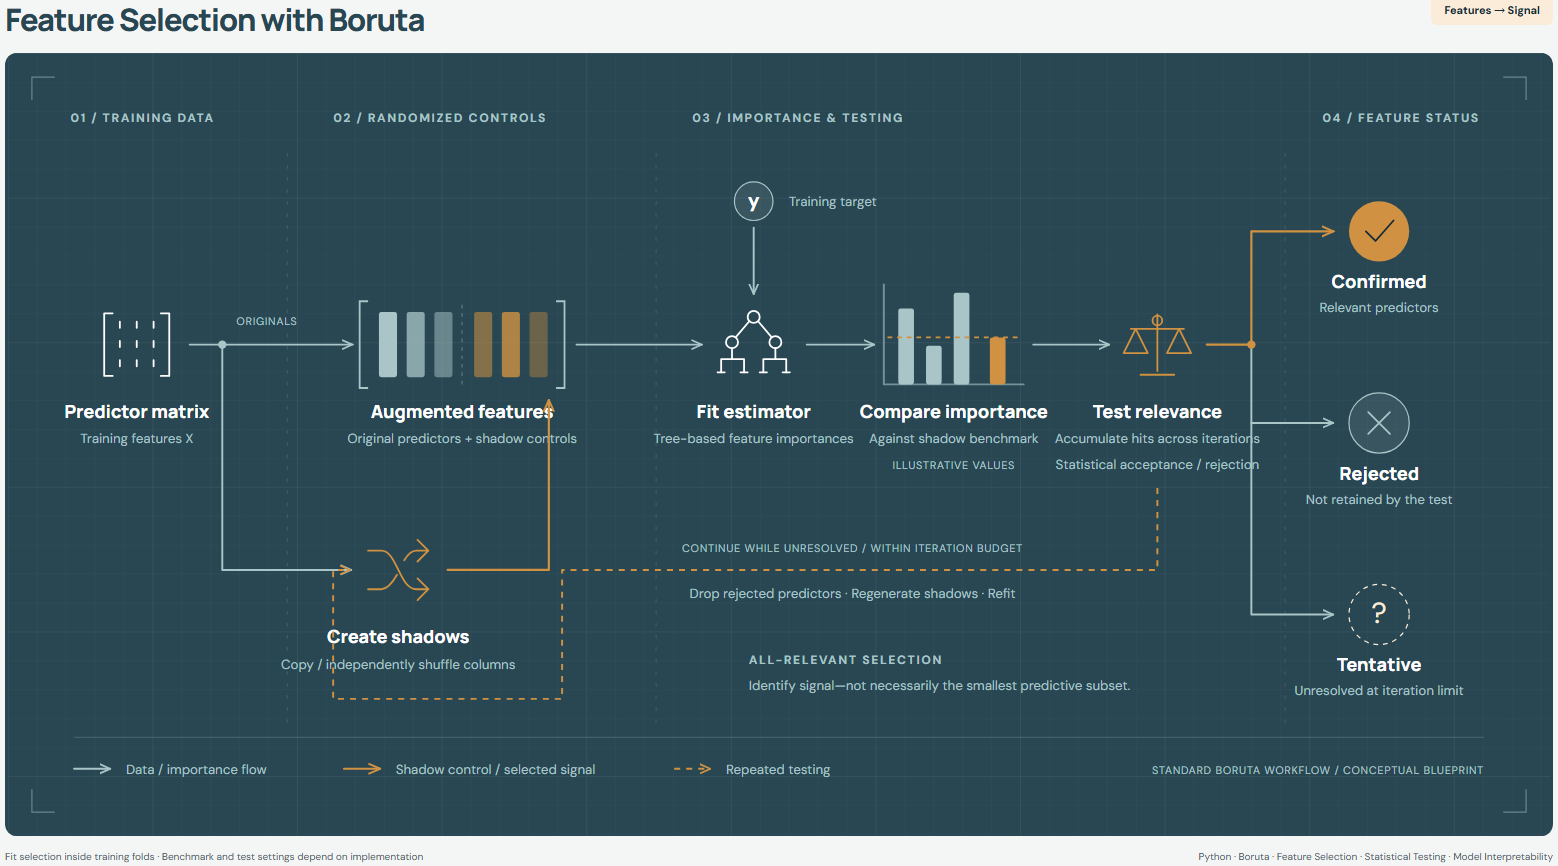 Feature Selection with Boruta
Features → Signal
01 / TRAINING DATA
02 / RANDOMIZED CONTROLS
03 / IMPORTANCE & TESTING
04 / FEATURE STATUS
y
Training target
ORIGINALS
Predictor matrix
Training features X
Augmented features
Original predictors + shadow controls
Fit estimator
Tree-based feature importances
Compare importance
Against shadow benchmark
ILLUSTRATIVE VALUES
Test relevance
Accumulate hits across iterations
Statistical acceptance / rejection
Confirmed
Relevant predictors
Rejected
Not retained by the test
?
Tentative
Unresolved at iteration limit
Create shadows
Copy / independently shuffle columns
CONTINUE WHILE UNRESOLVED / WITHIN ITERATION BUDGET
Drop rejected predictors · Regenerate shadows · Refit
ALL-RELEVANT SELECTION
Identify signal—not necessarily the smallest predictive subset.
Data / importance flow
Shadow control / selected signal
Repeated testing
STANDARD BORUTA WORKFLOW / CONCEPTUAL BLUEPRINT
Fit selection inside training folds · Benchmark and test settings depend on implementation
Python · Boruta · Feature Selection · Statistical Testing · Model Interpretability